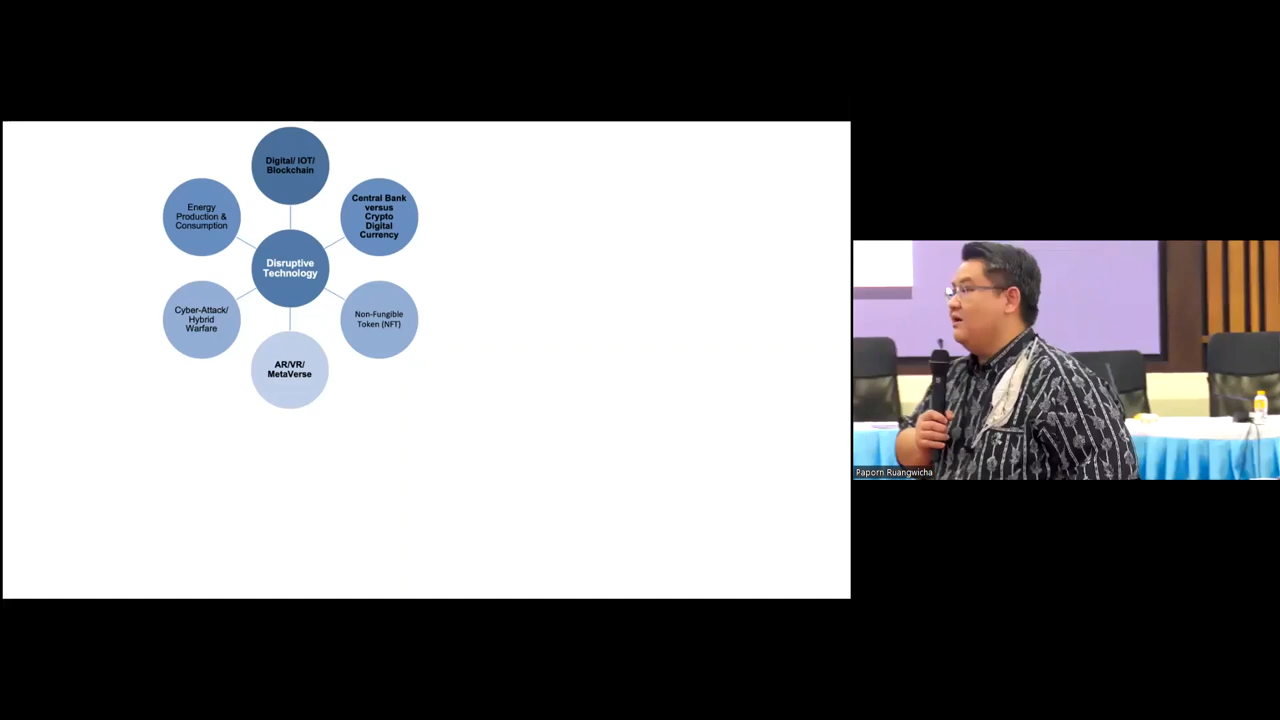 Digital/ IOT/
Blockchain
Energy
Production &
Consumption
Central Bank
versus
Crypto
Digital
Currency
Disruptive
Technology
Cyber-Attack/
Hybrid
Warfare
Non-Fungible
Token (NFT)
AR/VR/
MetaVerse
Paporn Ruangwicha